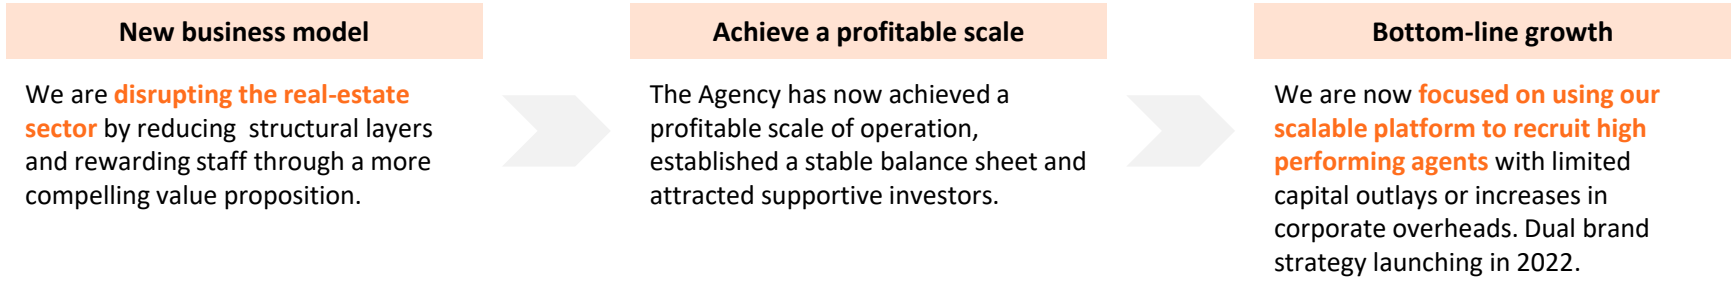 New business model
We are disrupting the real-estate
sector by reducing  structural layers
and rewarding staff through a more
compelling value proposition.
Achieve a profitable scale
The Agency has now achieved a
profitable scale of operation,
established a stable balance sheet and
attracted supportive investors.
Bottom-line growth
We are now focused on using our
scalable platform to recruit high
performing agents with limited
capital outlays or increases in
corporate overheads. Dual brand
strategy launching in 2022.